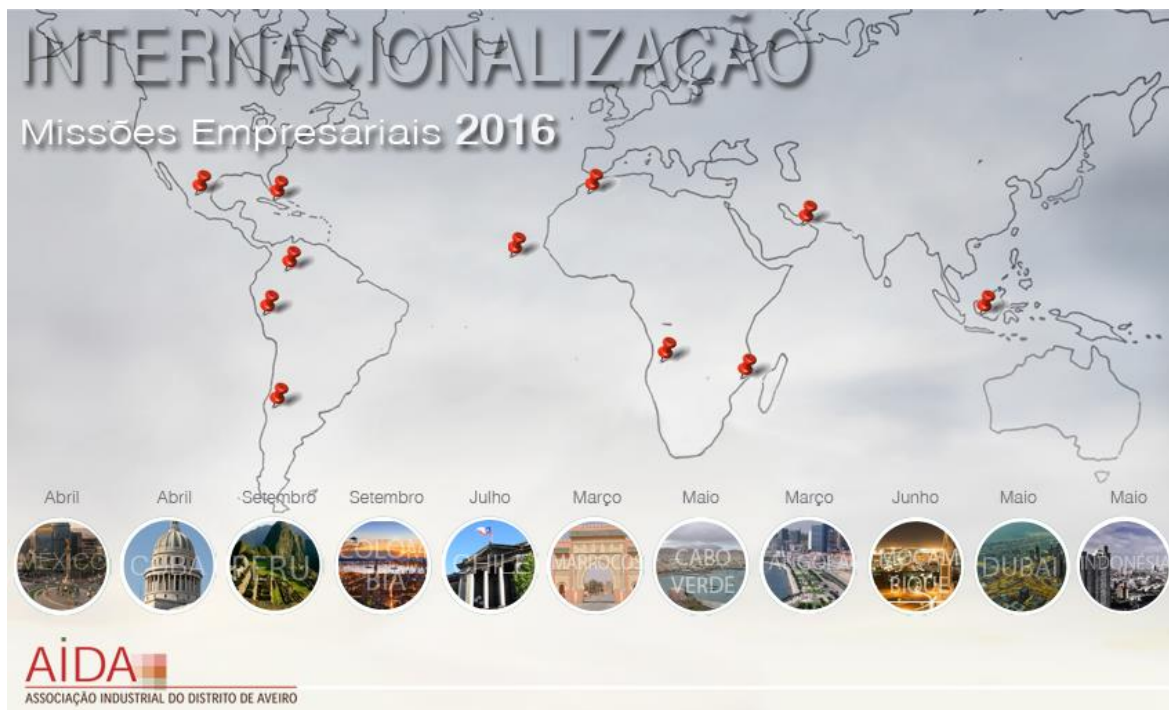 INTERNACIONALIZAÇÃO
Missões Empresariais 2016
Abril Abril Setembro Setembro Julho Março Maio Março Junho Maio Maio
MÉXICO
CUBA
PERU
COLOM
BIA
CHILE
MARROCOS
CABO
VERDE
ANGOLA
MOÇAM
BIQUE
DUBAI
INDONÉSIA
AIDA
ASSOCIAÇÃO INDUSTRIAL DO DISTRITO DE AVEIRO